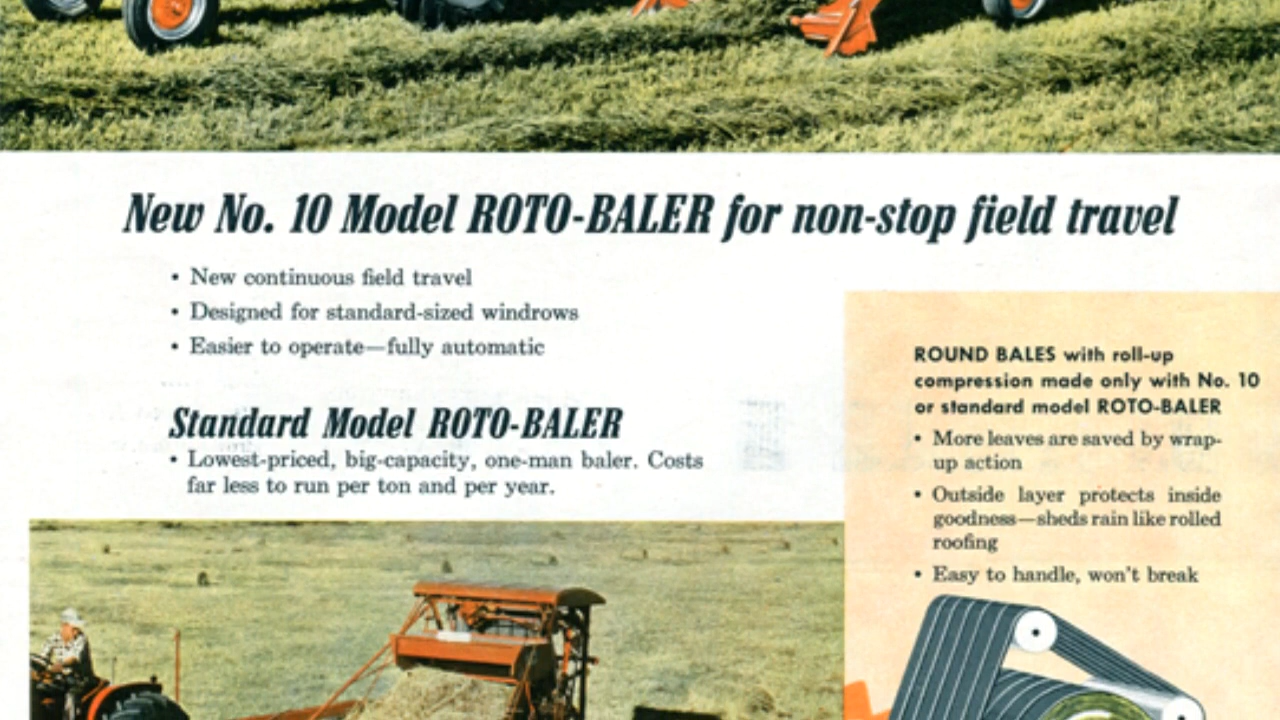 New No. 10 Model ROTO-BALER for non-stop field travel
• New continuous field travel
• Designed for standard-sized windrows
• Easier to operate—fully automatic
Standard Model ROTO-BALER
• Lowest-priced, big-capacity, one-man baler. Costs
far less to run per ton and per year.
ROUND BALES with roll-up
compression made only with No. 10
or standard model ROTO-BALER
• More leaves are saved by wrap-
up action
• Outside layer protects inside
goodness—sheds rain like rolled
roofing
• Easy to handle, won't break